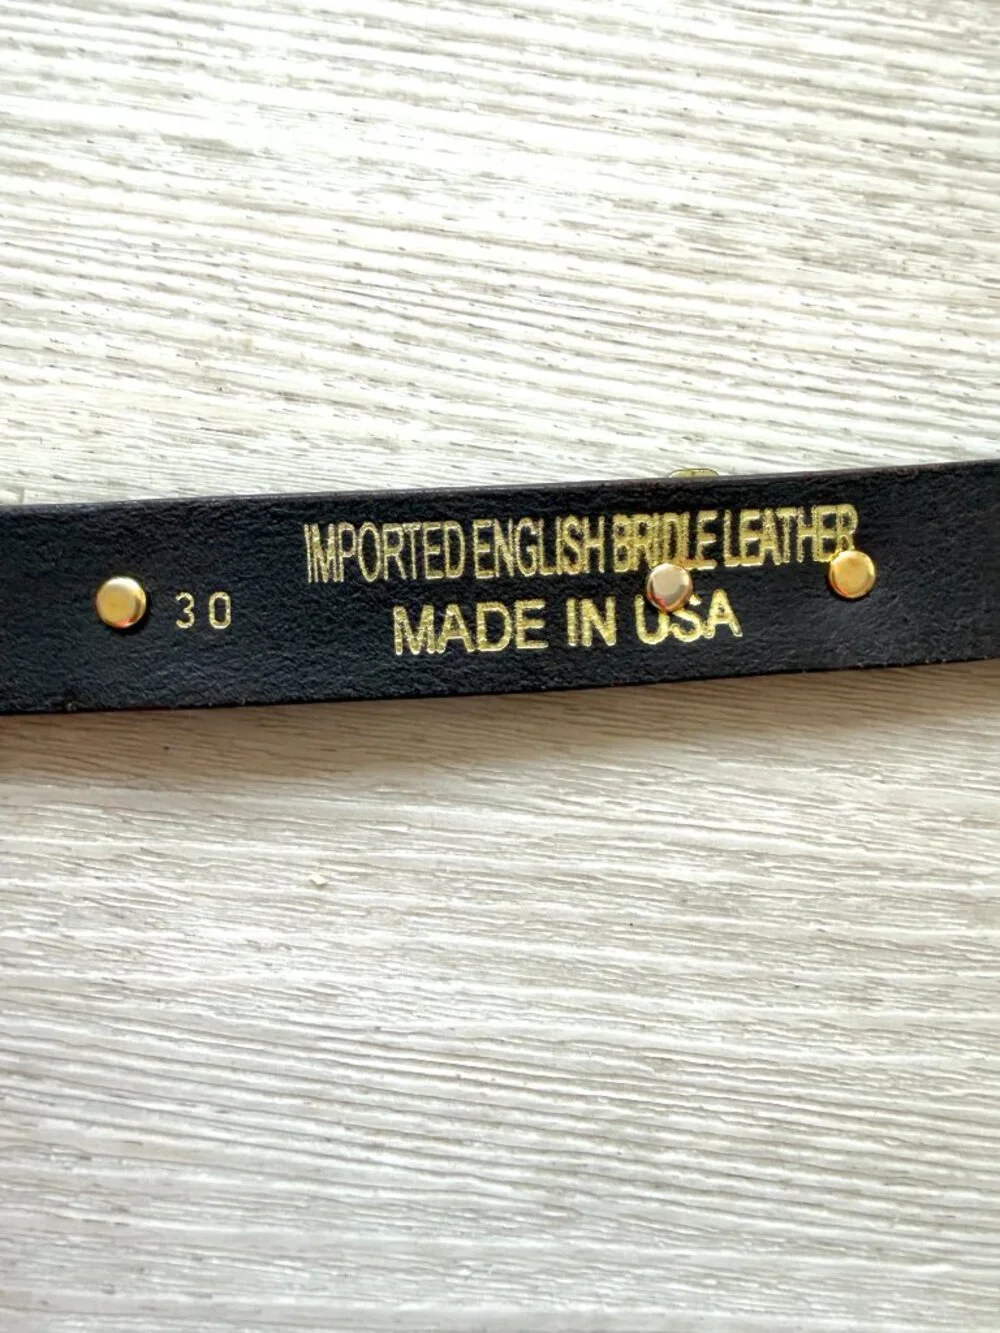 30
IMPORTED ENGLISH BRIDLE LEATHER
MADE IN USA